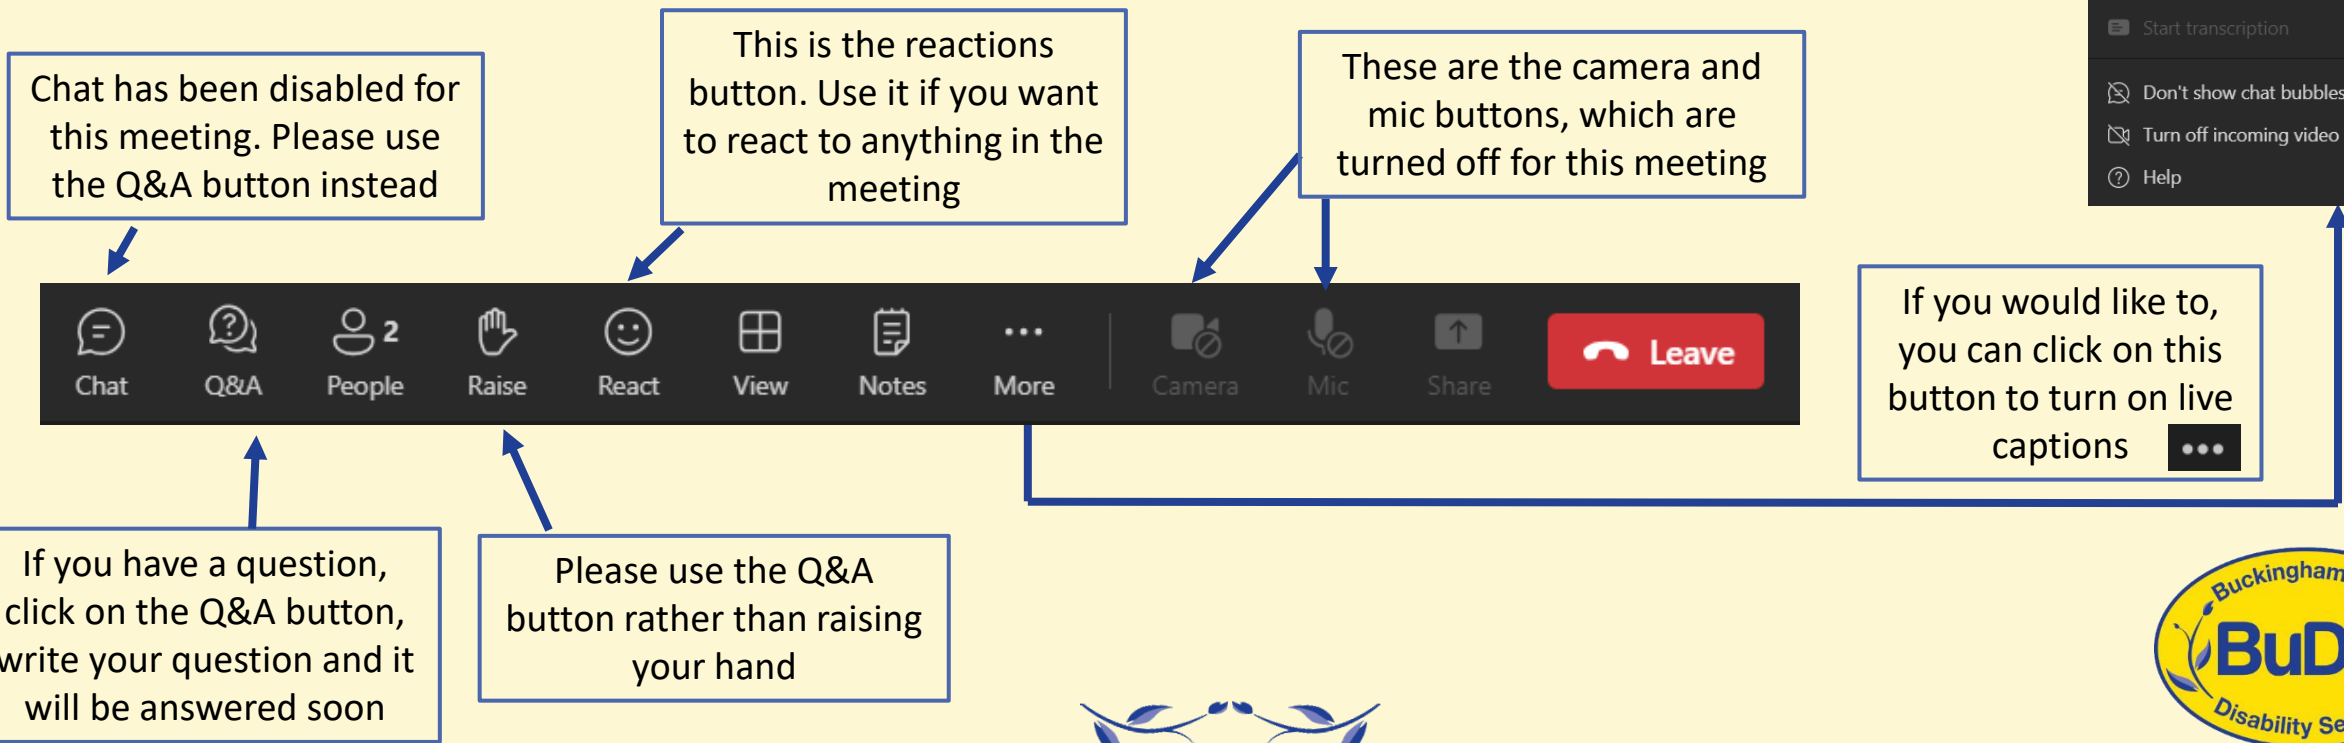 Chat has been disabled for
this meeting. Please use
the Q&A button instead
This is the reactions
button. Use it if you want
to react to anything in the
meeting
These are the camera and
mic buttons, which are
turned off for this meeting
Start transcription
Don't show chat bubbles
Turn off incoming video
Help
Chat
Q&A
People 2
Raise
React
View
Notes
More
Camera
Mic
Share
Leave
If you would like to,
you can click on this
button to turn on live
captions
If you have a question,
click on the Q&A button,
write your question and it
will be answered soon
Please use the Q&A
button rather than raising
your hand
Buckingham
BuD
Disability Se